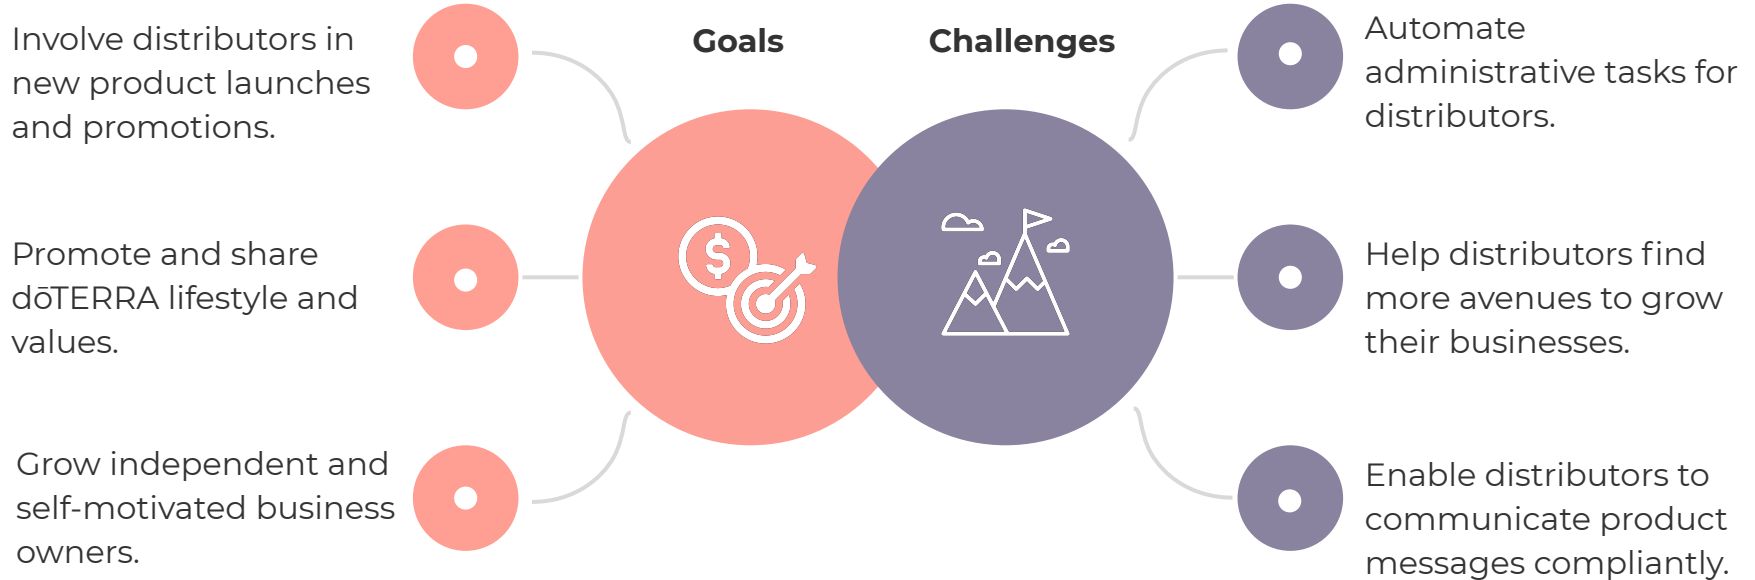 Goals
Challenges
Involve distributors in
new product launches
and promotions.
Promote and share
dōTERRA lifestyle and
values.
Grow independent and
self-motivated business
owners.
$
Automate
administrative tasks for
distributors.
Help distributors find
more avenues to grow
their businesses.
Enable distributors to
communicate product
messages compliantly.